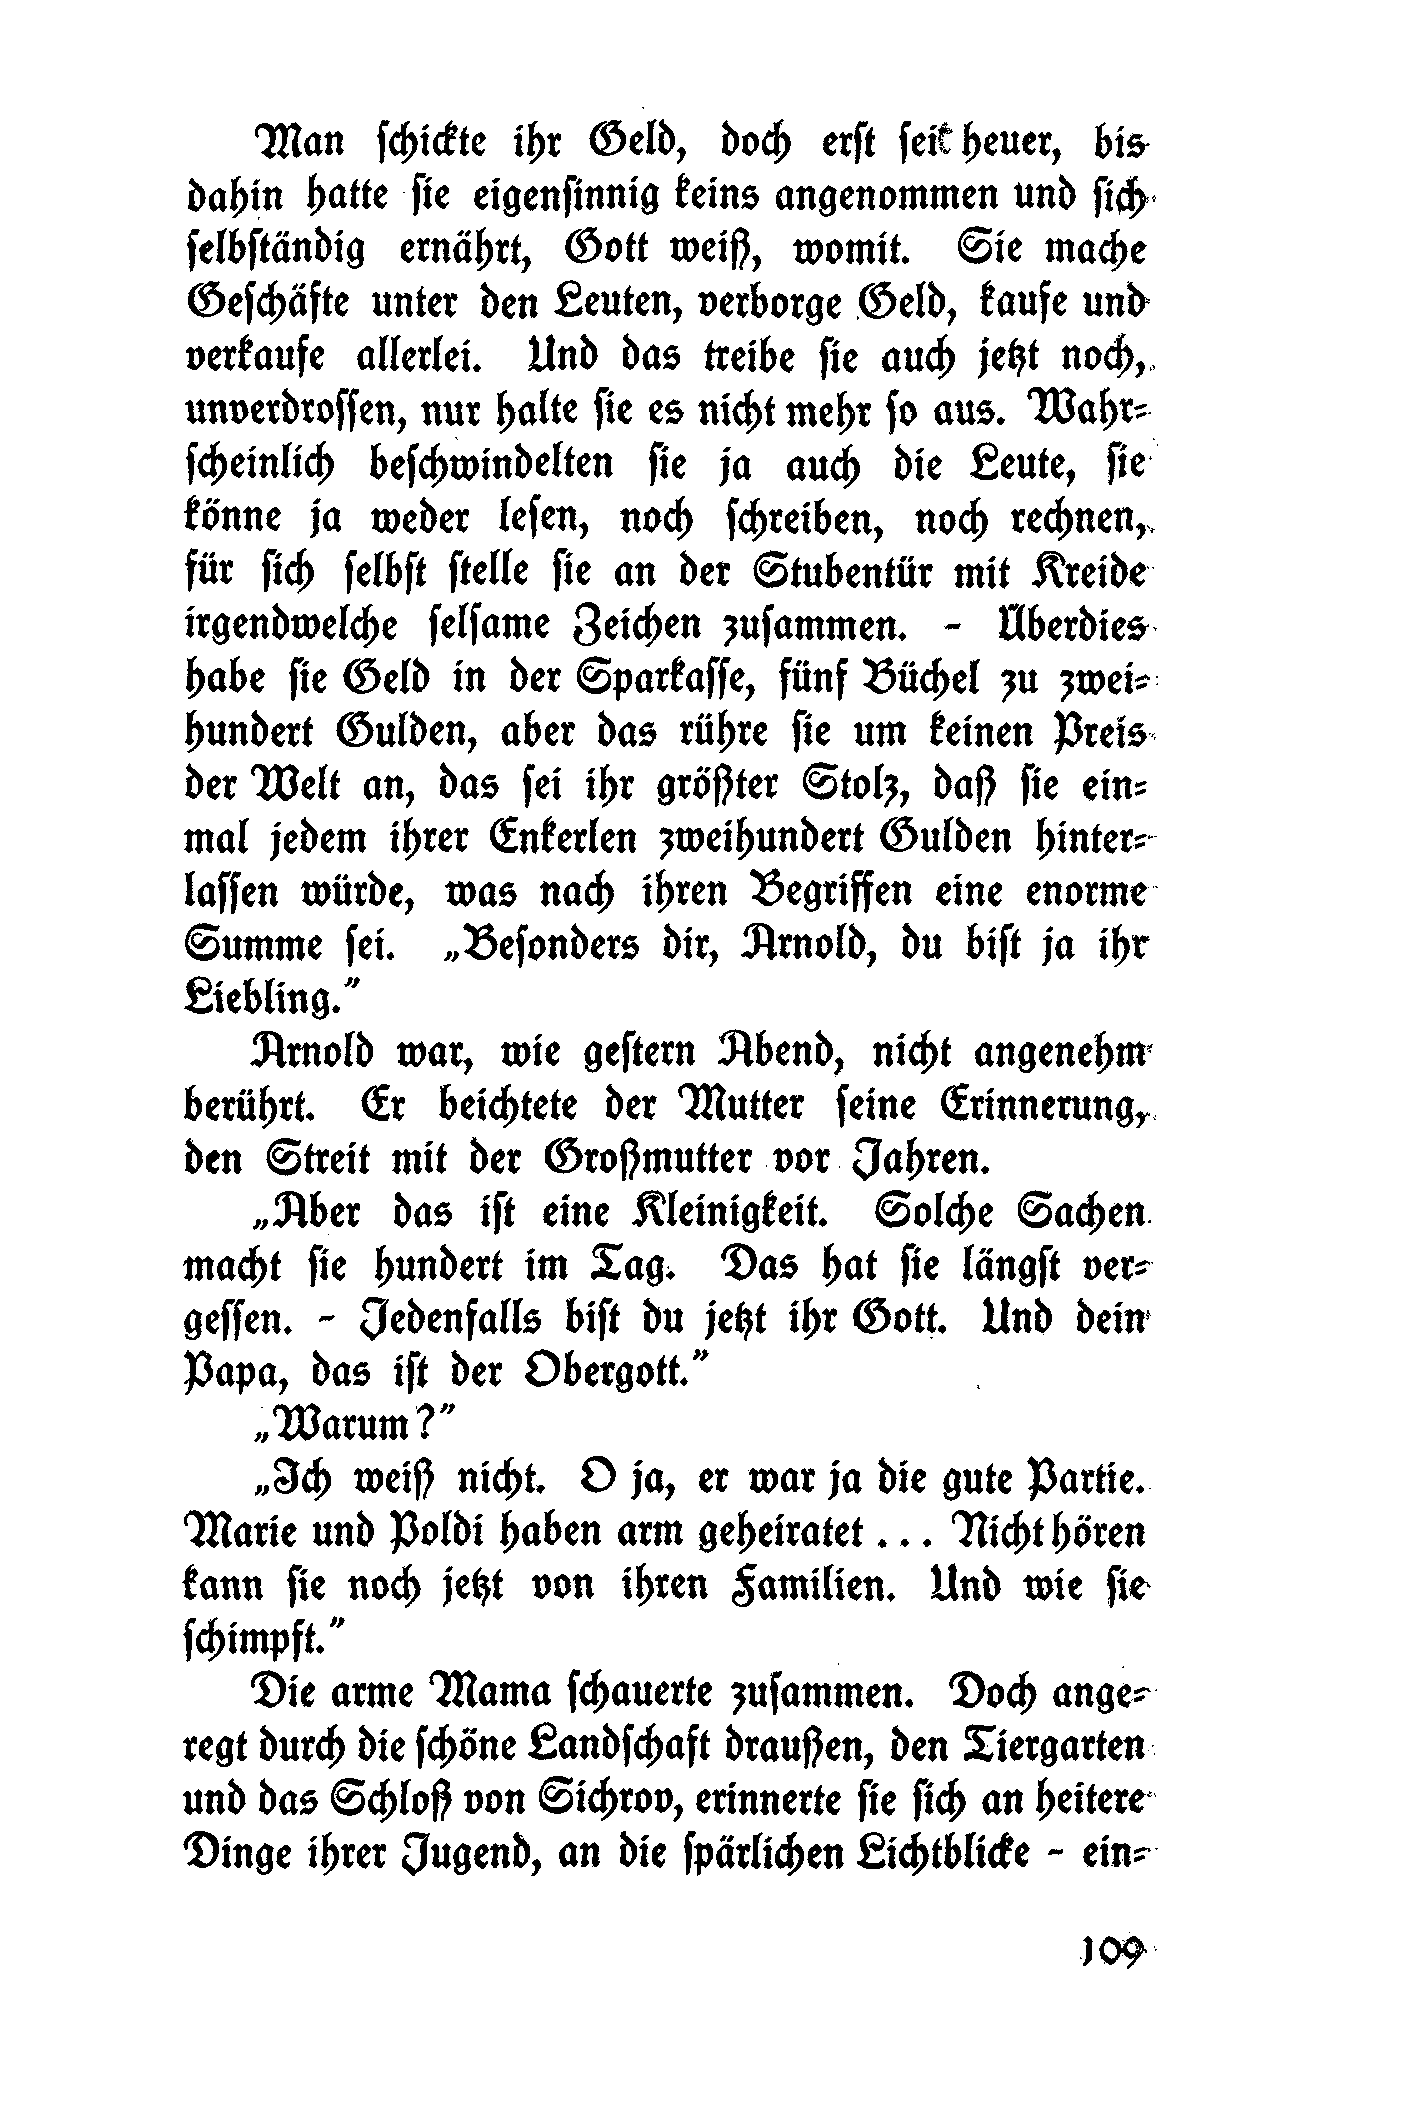 Man schickte ihr Geld, doch erst seit heuer, bis
dahin hatte sie eigensinnig keins angenommen und sich
selbständig ernährt, Gott weiß, womit. Sie mache
Geschäfte unter den Leuten, verborge Geld, kaufe und
verkaufe allerlei. Und das treibe sie auch jetzt noch,
unverdrossen, nur halte sie es nicht mehr so aus. Wahr-
scheinlich beschwindelten sie ja auch die Leute, sie
könne ja weder lesen, noch schreiben, noch rechnen,
für sich selbst stelle sie an der Stubentür mit Kreide
irgendwelche selsame Zeichen zusammen. - Überdies
habe sie Geld in der Sparkasse, fünf Büchel zu zwei-
hundert Gulden, aber das rühre sie um keinen Preis
der Welt an, das sei ihr größter Stolz, daß sie ein-
mal jedem ihrer Enkerlen zweihundert Gulden hinter-
lassen würde, was nach ihren Begriffen eine enorme
Summe sei. „Besonders dir, Arnold, du bist ja ihr
Liebling.”
Arnold war, wie gestern Abend, nicht angenehm
berührt. Er beichtete der Mutter seine Erinnerung,
den Streit mit der Großmutter vor Jahren.
„Aber das ist eine Kleinigkeit. Solche Sachen
macht sie hundert im Tag. Das hat sie längst ver-
gessen. - Jedenfalls bist du jetzt ihr Gott. Und dein
Papa, das ist der Obergott.”
„Warum?”
„Ich weiß nicht. O ja, er war ja die gute Partie.
Marie und Poldi haben arm geheiratet ... Nicht hören
kann sie noch jetzt von ihren Familien. Und wie sie
schimpft.”
Die arme Mama schauerte zusammen. Doch ange-
regt durch die schöne Landschaft draußen, den Tiergarten
und das Schloß von Sichrov, erinnerte sie sich an heitere
Dinge ihrer Jugend, an die spärlichen Lichtblicke - ein-
109